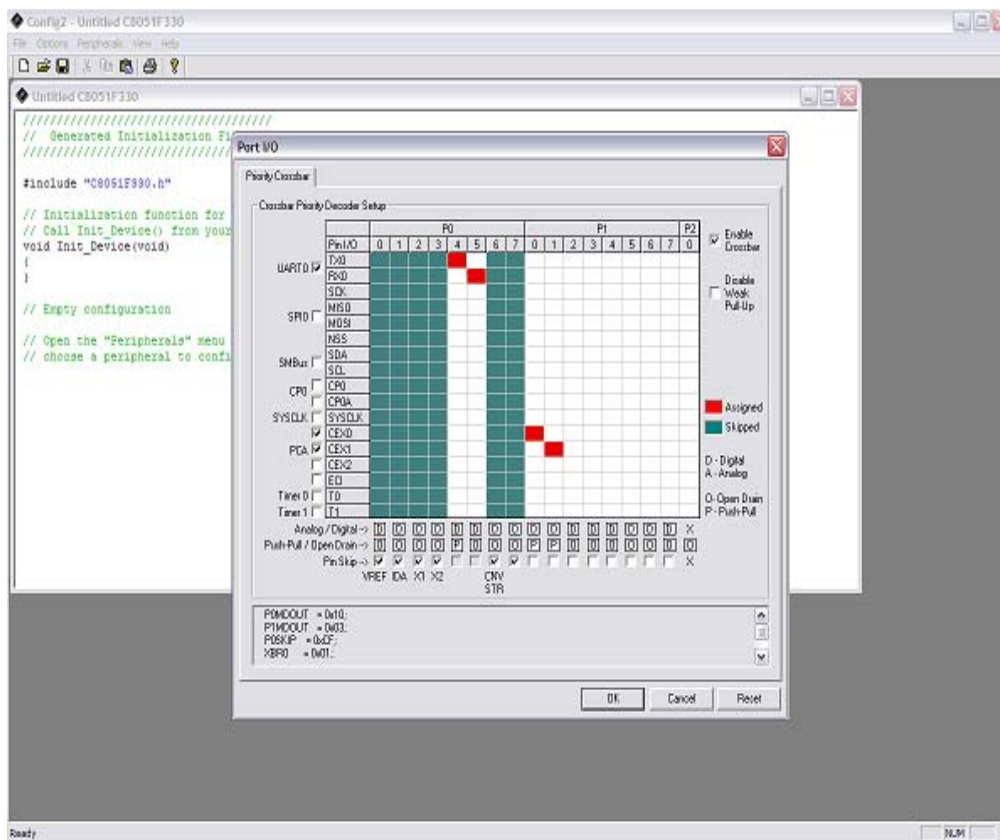 Config2 - Untitled C8051F330
File Options Peripherals View Help
Untitled C8051F330
/////////////////////////////////////
// Generated Initialization Fi
// Initialization function for
// Call Init_Device() from your
void Init_Device(void)
{
}
// Empty configuration
// Open the "Peripherals" menu
// choose a peripheral to confi
Port I/O
Priority Crossbar
Crossbar Priority Decoder Setup
P0 P1 P2
Pin I/O 0 1 2 3 4 5 6 7 0 1 2 3 4 5 6 7 0
UART0
TX0
RX0
SPI0
SCK
MISO
MOSI
NSS
SMBus
SDA
SCL
CP0
CP0
CP0A
SYSCLK SYSCLK
PCA
CEX0
CEX1
CEX2
ECI
Timer 0 T0
Timer 1 T1
Analog / Digital ->
Push-Pull / Open Drain ->
Pin Skip ->
VREF IDA X1 X2 CNV
STR
Enable
Crossbar
Disable
Weak
Pull-Up
Assigned
Skipped
D - Digital
A - Analog
O - Open Drain
P - Push-Pull
P0MDOUT = 0x10;
P1MDOUT = 0x03;
P0SKIP = 0xCF;
XBR0 = 0x01;
OK Cancel Reset
Ready NUM